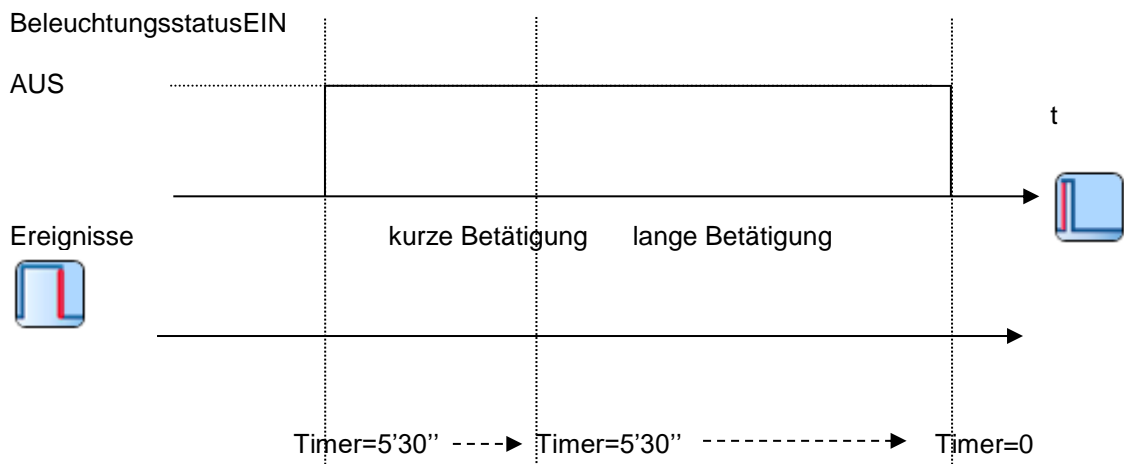 BeleuchtungsstatusEIN
AUS
t
Ereignisse kurze Betätigung lange Betätigung
Timer=5'30'' Timer=5'30'' Timer=0